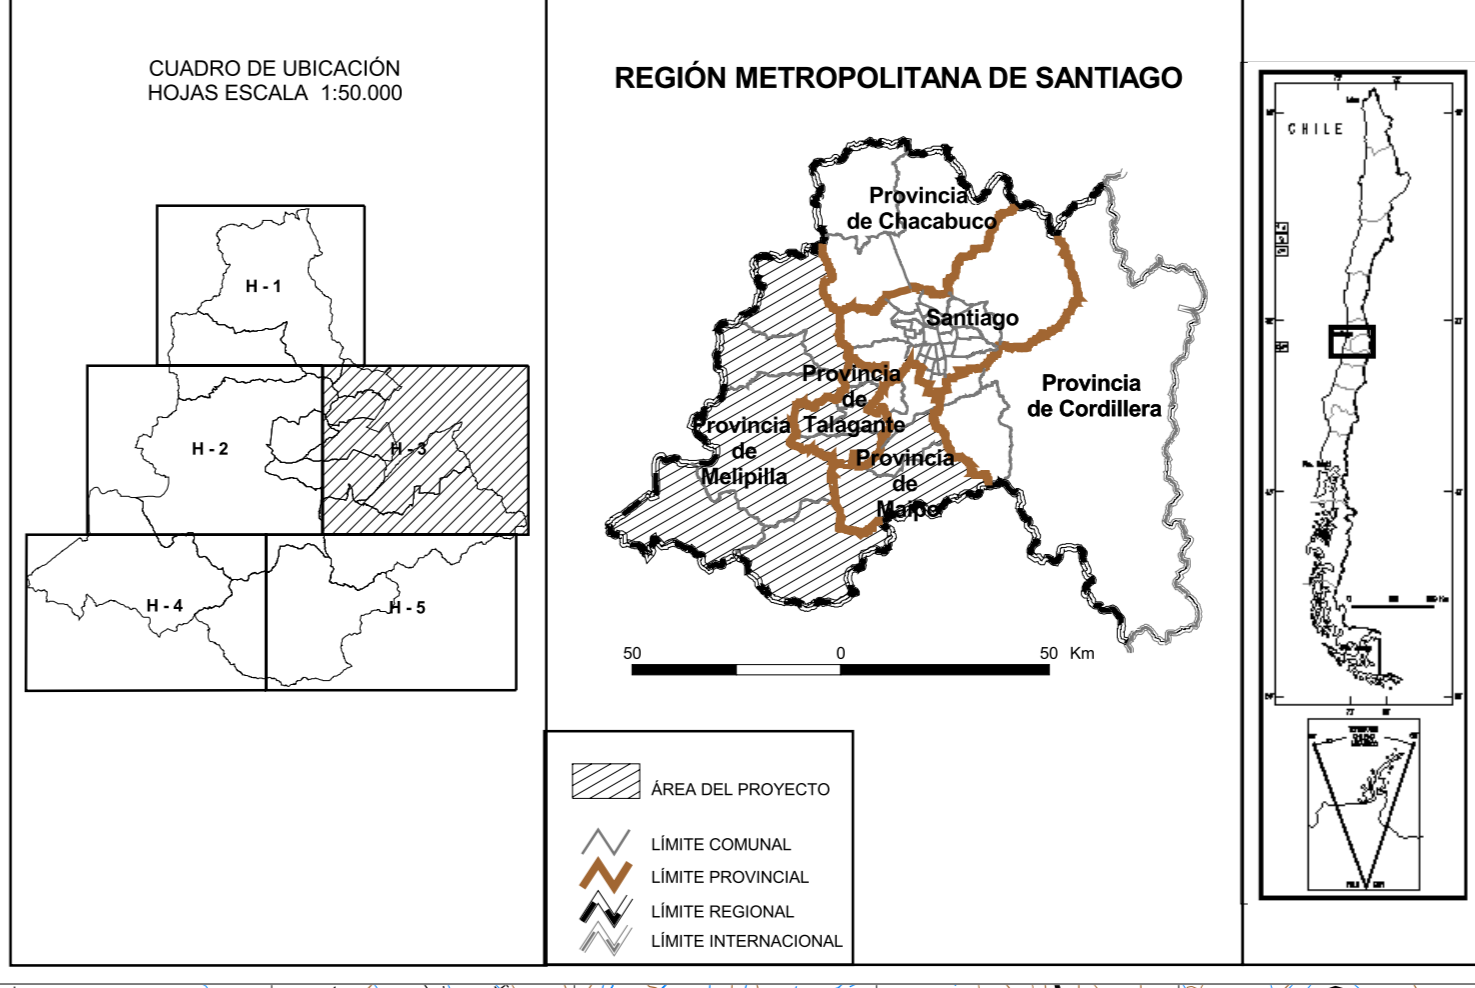 CUADRO DE UBICACIÓN
HOJAS ESCALA 1:50.000
H - 1
H - 2
H - 3
H - 4
H - 5
REGIÓN METROPOLITANA DE SANTIAGO
Provincia
de Chacabuco
Santiago
Provincia
de Cordillera
Provincia
de
Talagante
Provincia
de
Melipilla
Provincia
de
Maipo
50 0 50 Km
ÁREA DEL PROYECTO
LÍMITE COMUNAL
LÍMITE PROVINCIAL
LÍMITE REGIONAL
LÍMITE INTERNACIONAL
CHILE